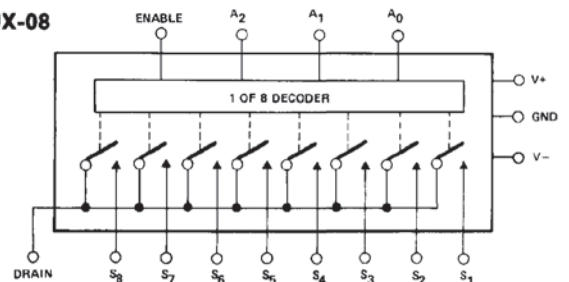 UX-08
ENABLE A2 A1 A0
V+
1 OF 8 DECODER
GND
V−
DRAIN S8 S7 S6 S5 S4 S3 S2 S1